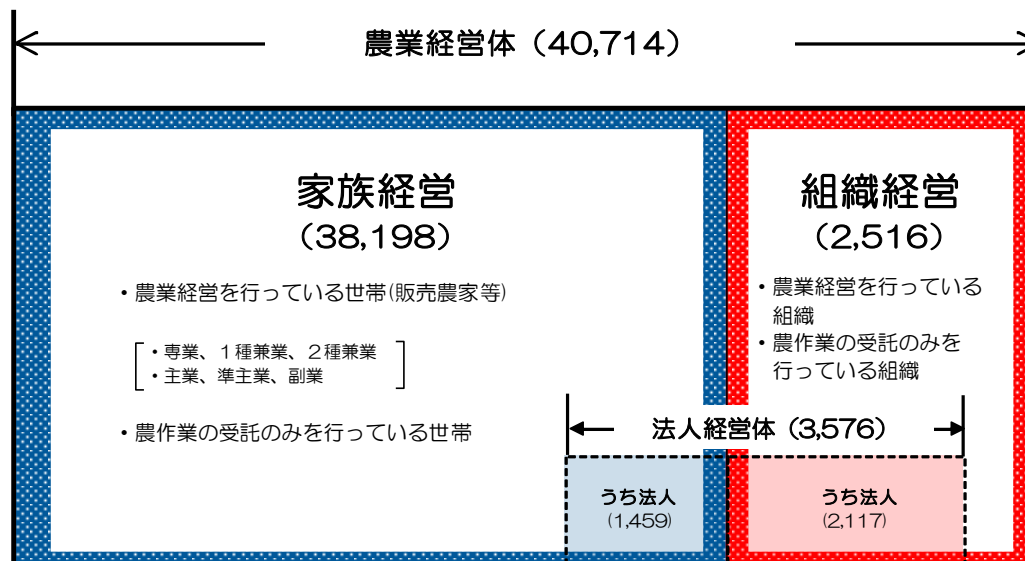 農業経営体（40,714）
家族経営
（38,198）
・農業経営を行っている世帯(販売農家等)
・専業、１種兼業、２種兼業
・主業、準主業、副業
・農作業の受託のみを行っている世帯
組織経営
（2,516）
・農業経営を行っている
組織
・農作業の受託のみを
行っている組織
法人経営体（3,576）
うち法人
(1,459)
うち法人
(2,117)